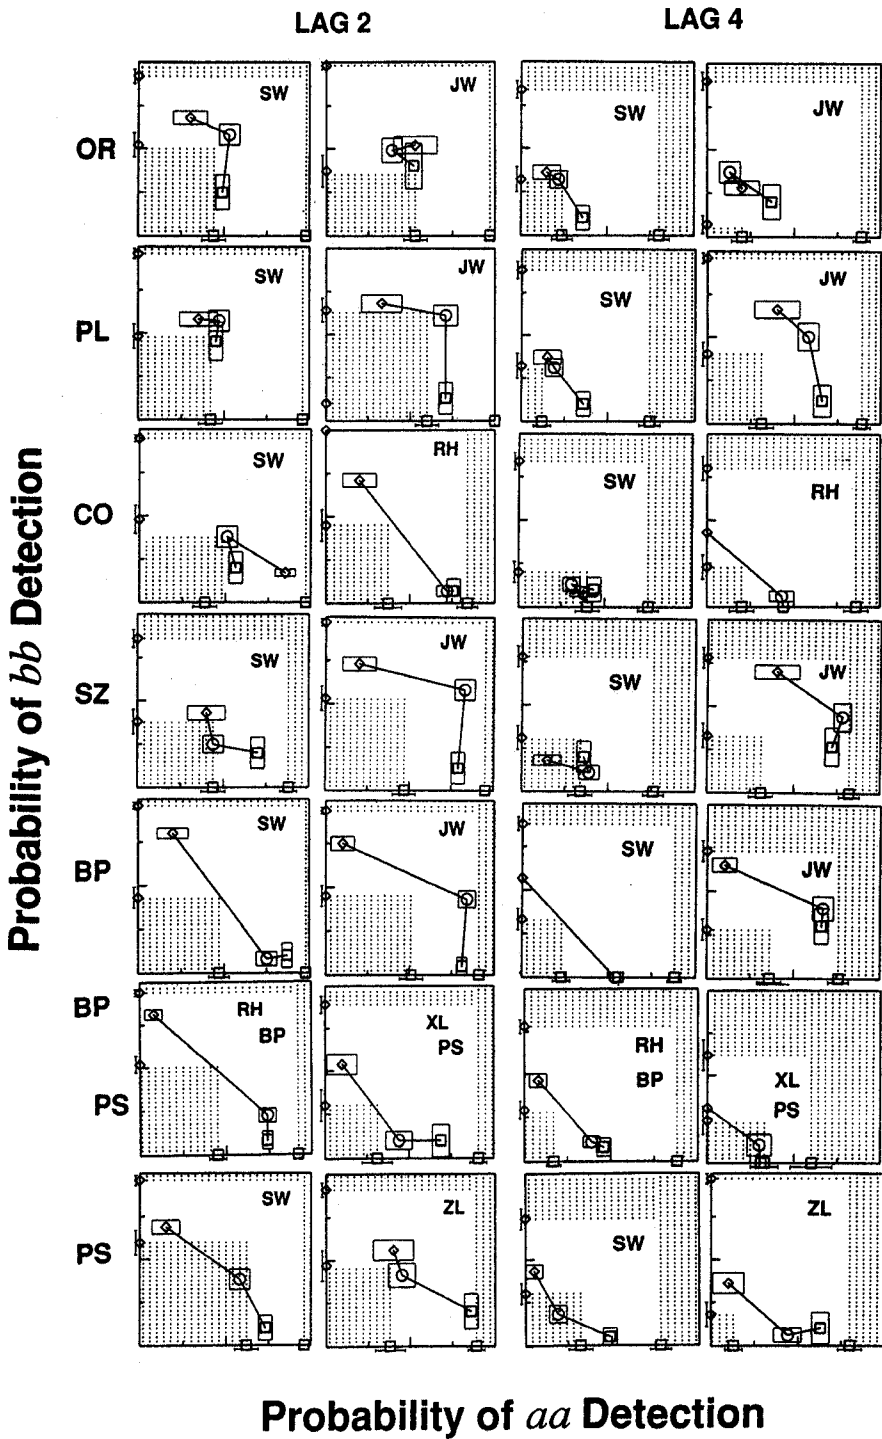 LAG 2 LAG 4
OR SW JW SW JW
PL SW JW SW JW
CO SW RH SW RH
SZ SW JW SW JW
BP SW JW SW JW
BP RH XL RH XL
PS BP PS BP PS
PS SW ZL SW ZL
Probability of bb Detection
Probability of aa Detection